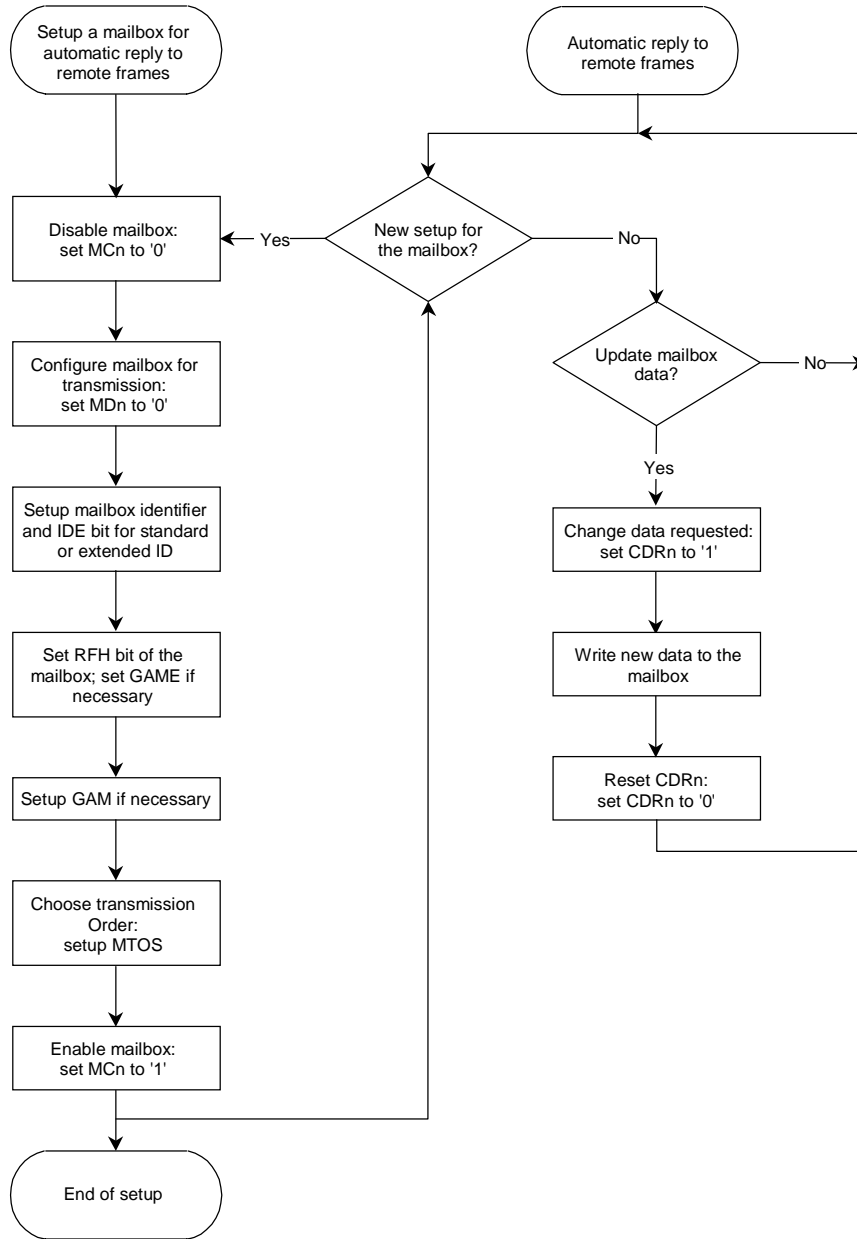 Setup a mailbox for
automatic reply to
remote frames
Automatic reply to
remote frames
Disable mailbox:
set MCn to '0'
Yes
New setup for
the mailbox?
No
Configure mailbox for
transmission:
set MDn to '0'
Update mailbox
data?
No
Yes
Setup mailbox identifier
and IDE bit for standard
or extended ID
Change data requested:
set CDRn to '1'
Set RFH bit of the
mailbox; set GAME if
necessary
Write new data to the
mailbox
Setup GAM if necessary
Reset CDRn:
set CDRn to '0'
Choose transmission
Order:
setup MTOS
Enable mailbox:
set MCn to '1'
End of setup